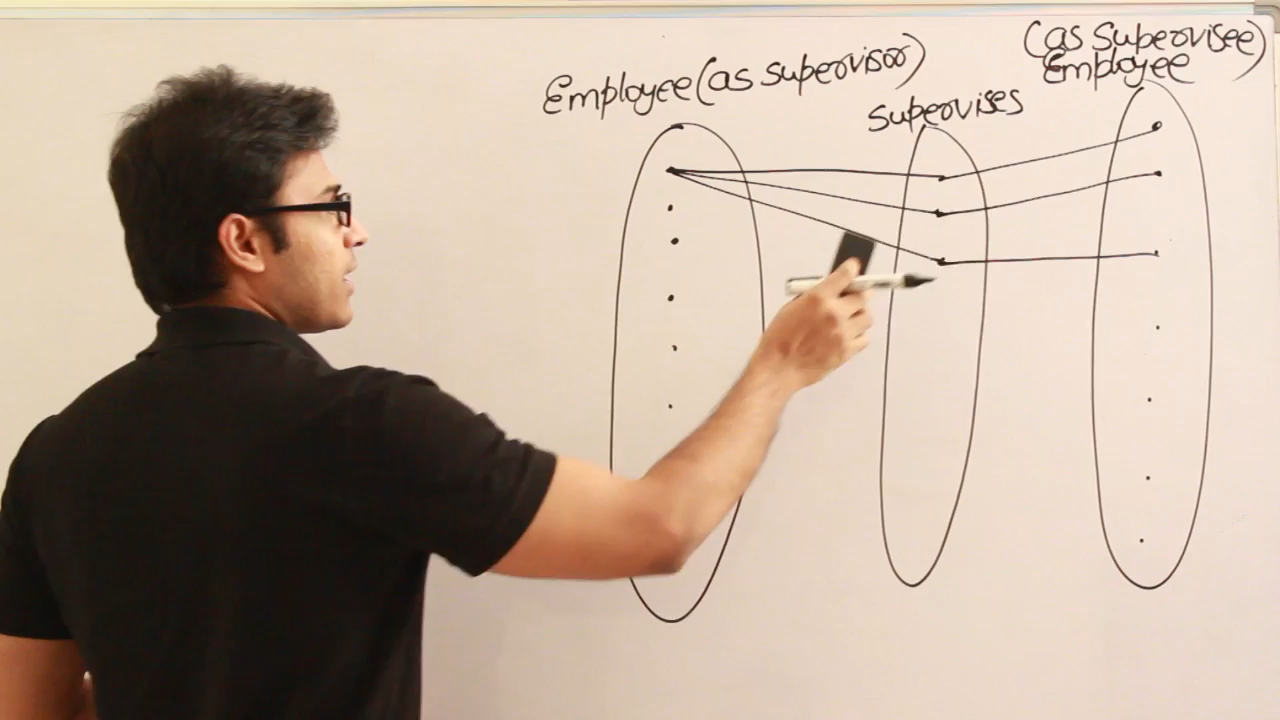 Employee (as supervisor)
supervises
(as supervisee)
Employee